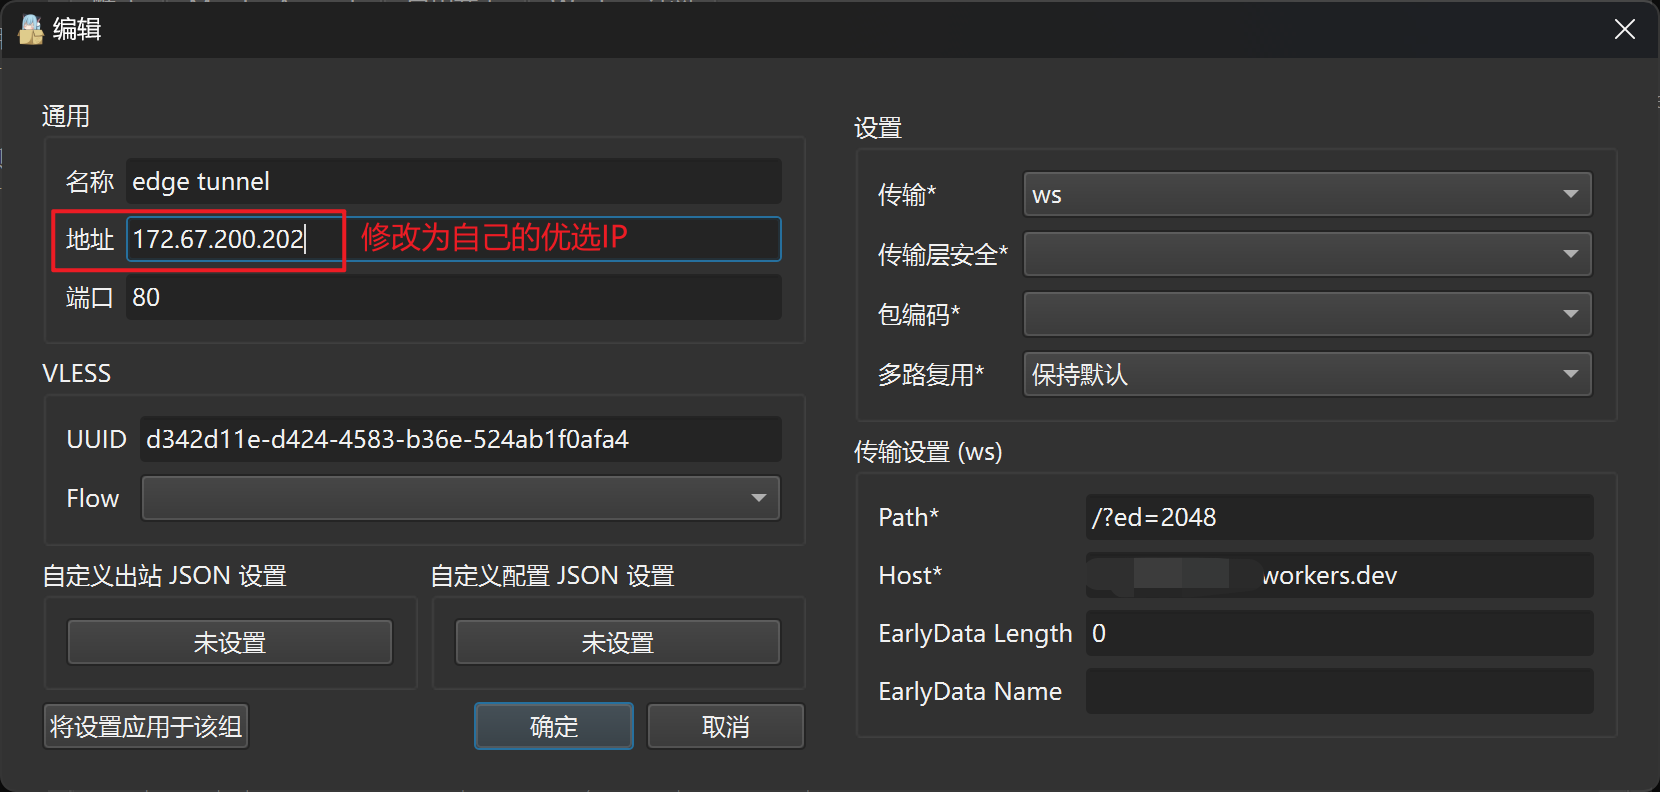 编辑
通用
名称 edge tunnel
地址 172.67.200.202 修改为自己的优选IP
端口 80
VLESS
UUID d342d11e-d424-4583-b36e-524ab1f0afa4
Flow
自定义出站 JSON 设置
未设置
自定义配置 JSON 设置
未设置
将设置应用于该组
确定
取消
设置
传输* ws
传输层安全*
包编码*
多路复用* 保持默认
传输设置 (ws)
Path* /?ed=2048
Host* workers.dev
EarlyData Length 0
EarlyData Name